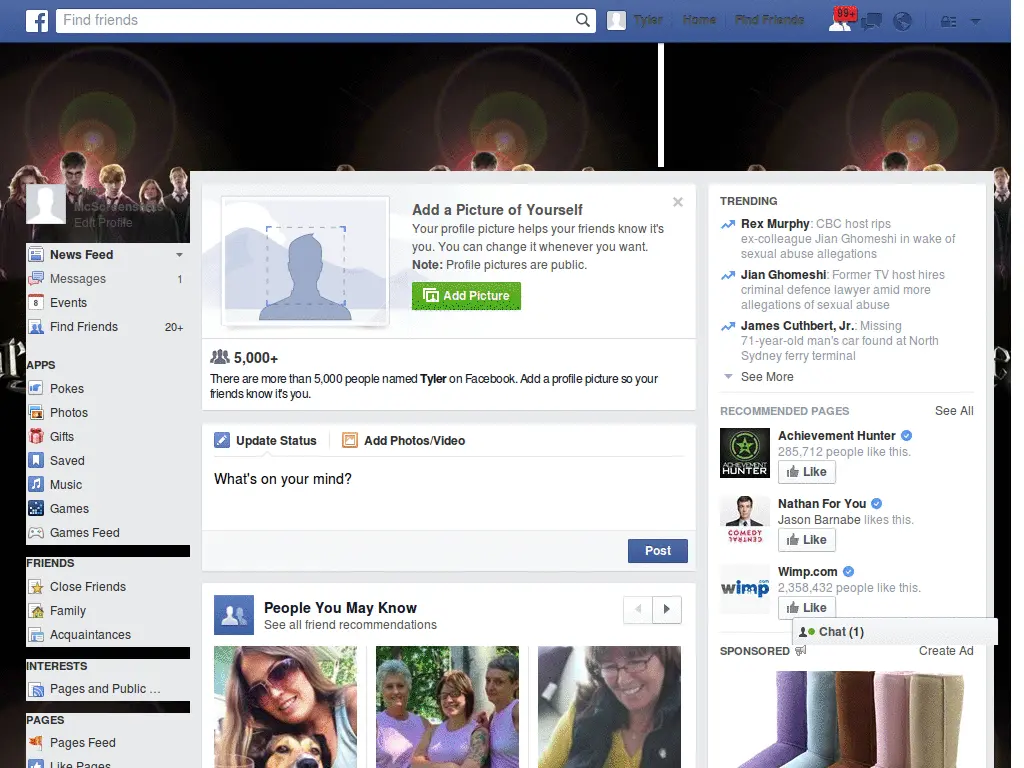 Find friends
Tyler Home Find Friends
99+
McScreenshots
Edit Profile
News Feed
Messages 1
Events
Find Friends 20+
APPS
Pokes
Photos
Gifts
Saved
Music
Games
Games Feed
FRIENDS
Close Friends
Family
Acquaintances
INTERESTS
Pages and Public ...
PAGES
Pages Feed
Like Pages
Add a Picture of Yourself
Your profile picture helps your friends know it's
you. You can change it whenever you want.
Note: Profile pictures are public.
Add Picture
5,000+
There are more than 5,000 people named Tyler on Facebook. Add a profile picture so your
friends know it's you.
Update Status Add Photos/Video
What's on your mind?
Post
People You May Know
See all friend recommendations
TRENDING
Rex Murphy: CBC host rips
ex-colleague Jian Ghomeshi in wake of
sexual abuse allegations
Jian Ghomeshi: Former TV host hires
criminal defence lawyer amid more
allegations of sexual abuse
James Cuthbert, Jr.: Missing
71-year-old man's car found at North
Sydney ferry terminal
See More
RECOMMENDED PAGES See All
ACHIEVEMENT
HUNTER
Achievement Hunter
285,712 people like this.
Like
COMEDY
CENTRAL
Nathan For You
Jason Barnabe likes this.
Like
wimp.com
Wimp.com
2,358,432 people like this.
Like
Chat (1)
SPONSORED Create Ad